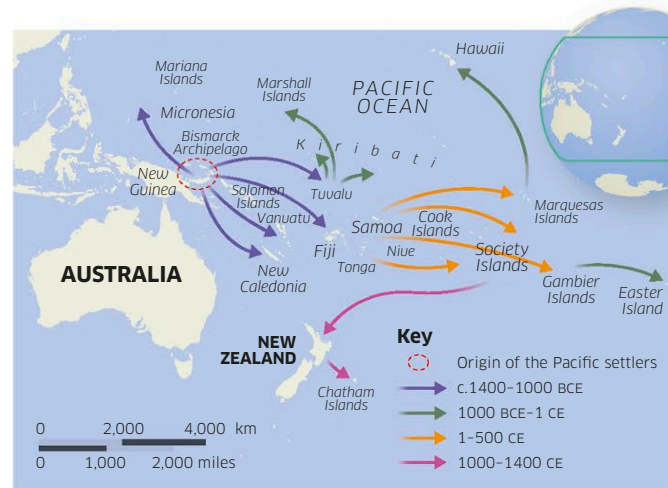 Hawaii
Mariana
Islands
Marshall
Islands
PACIFIC
OCEAN
Micronesia
Bismarck
Archipelago
Kiribati
New
Guinea
Solomon
Islands
Tuvalu
Vanuatu
Marquesas
Islands
Samoa
Cook
Islands
Fiji
Niue
Tonga
Society
Islands
AUSTRALIA
New
Caledonia
Gambier
Islands
Easter
Island
NEW
ZEALAND
Chatham
Islands
Key
Origin of the Pacific settlers
c.1400–1000 BCE
1000 BCE–1 CE
1–500 CE
1000–1400 CE
0 2,000 4,000 km
0 1,000 2,000 miles